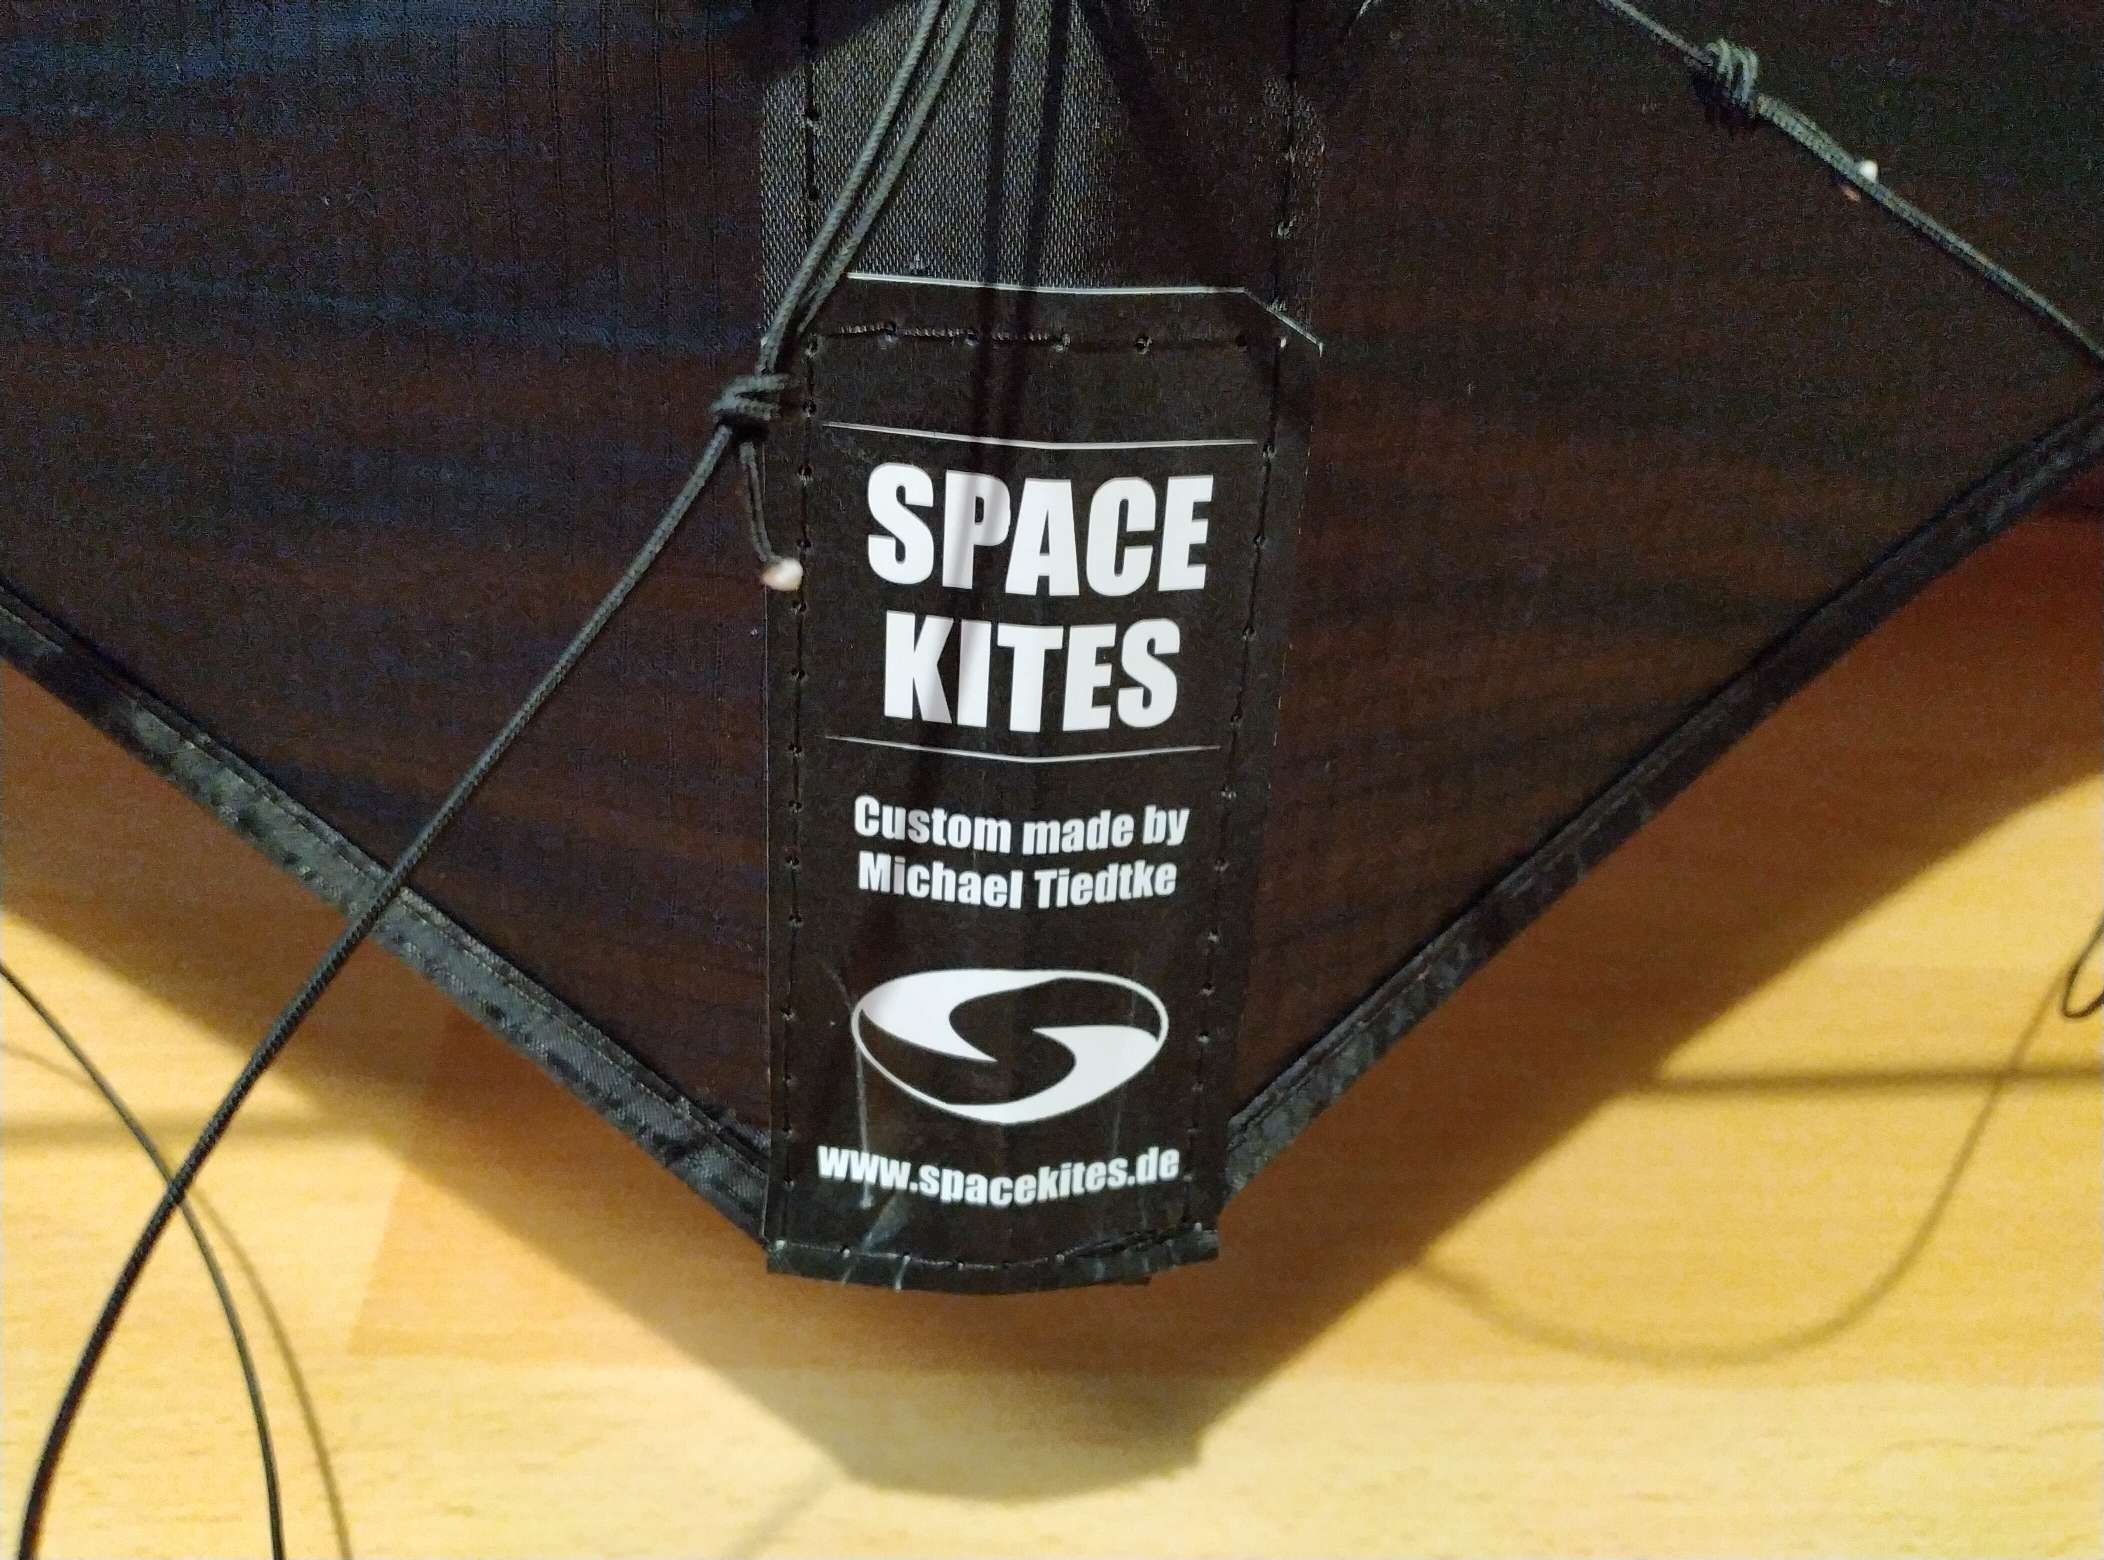 SPACE
KITES
Custom made by
Michael Tiedtke
www.spacekites.de